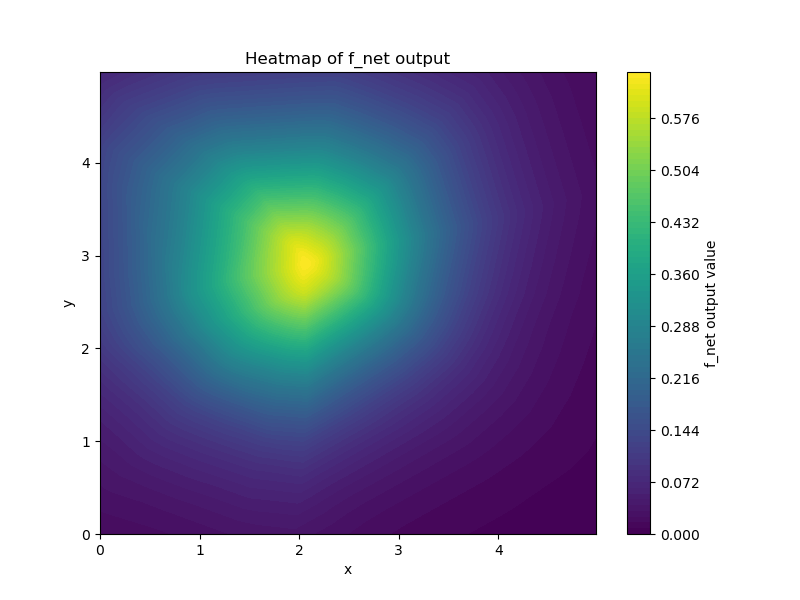 Heatmap of f_net output
4
3
2
1
0
y
0 1 2 3 4
x
0.576
0.504
0.432
0.360
0.288
0.216
0.144
0.072
0.000
f_net output value